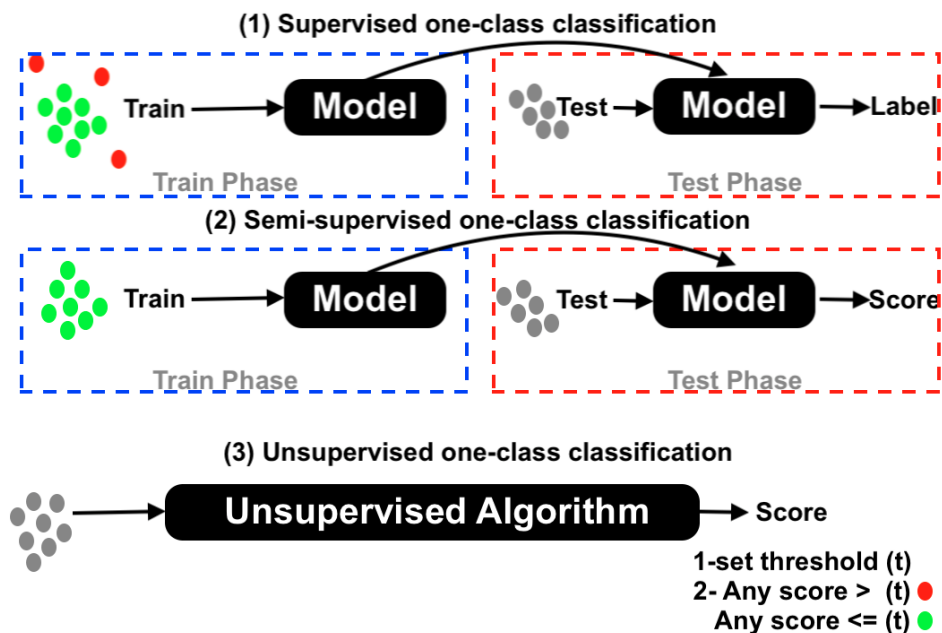 (1) Supervised one-class classification
Train
Model
Test
Model
Label
Train Phase
Test Phase
(2) Semi-supervised one-class classification
Train
Model
Test
Model
Score
Train Phase
Test Phase
(3) Unsupervised one-class classification
Unsupervised Algorithm
Score
1-set threshold (t)
2- Any score > (t)
Any score <= (t)